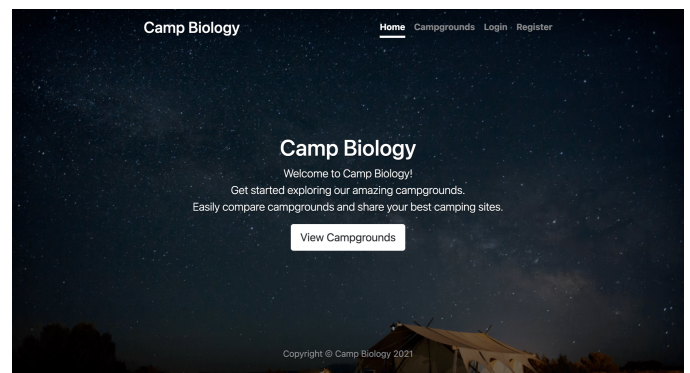 Camp Biology
Home Campgrounds Login Register
Camp Biology
Welcome to Camp Biology!
Get started exploring our amazing campgrounds.
Easily compare campgrounds and share your best camping sites.
View Campgrounds
Copyright © Camp Biology 2021